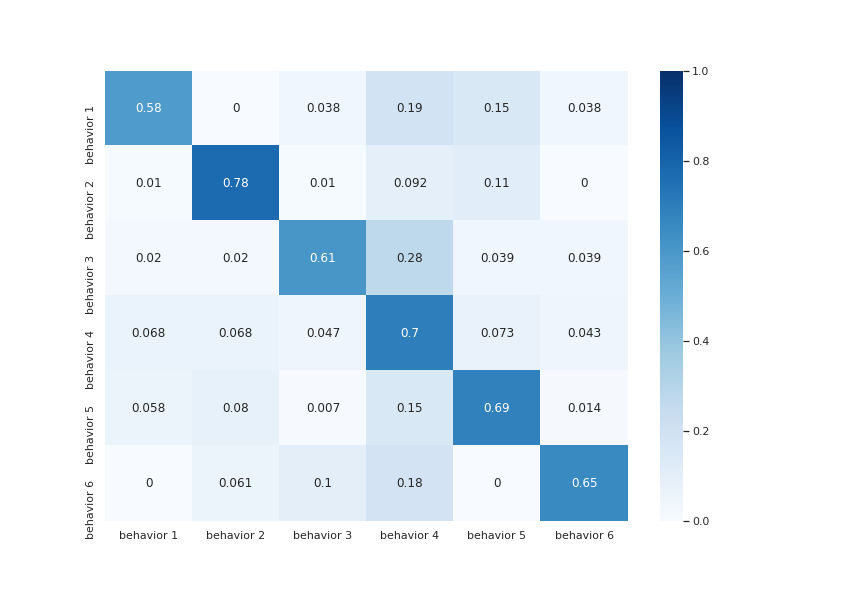 1.0
behavior 1 0.58 0 0.038 0.19 0.15 0.038
behavior 2 0.01 0.78 0.01 0.092 0.11 0
0.8
behavior 3 0.02 0.02 0.61 0.28 0.039 0.039
0.6
behavior 4 0.068 0.068 0.047 0.7 0.073 0.043
0.4
behavior 5 0.058 0.08 0.007 0.15 0.69 0.014
0.2
behavior 6 0 0.061 0.1 0.18 0 0.65
0.0
behavior 1 behavior 2 behavior 3 behavior 4 behavior 5 behavior 6